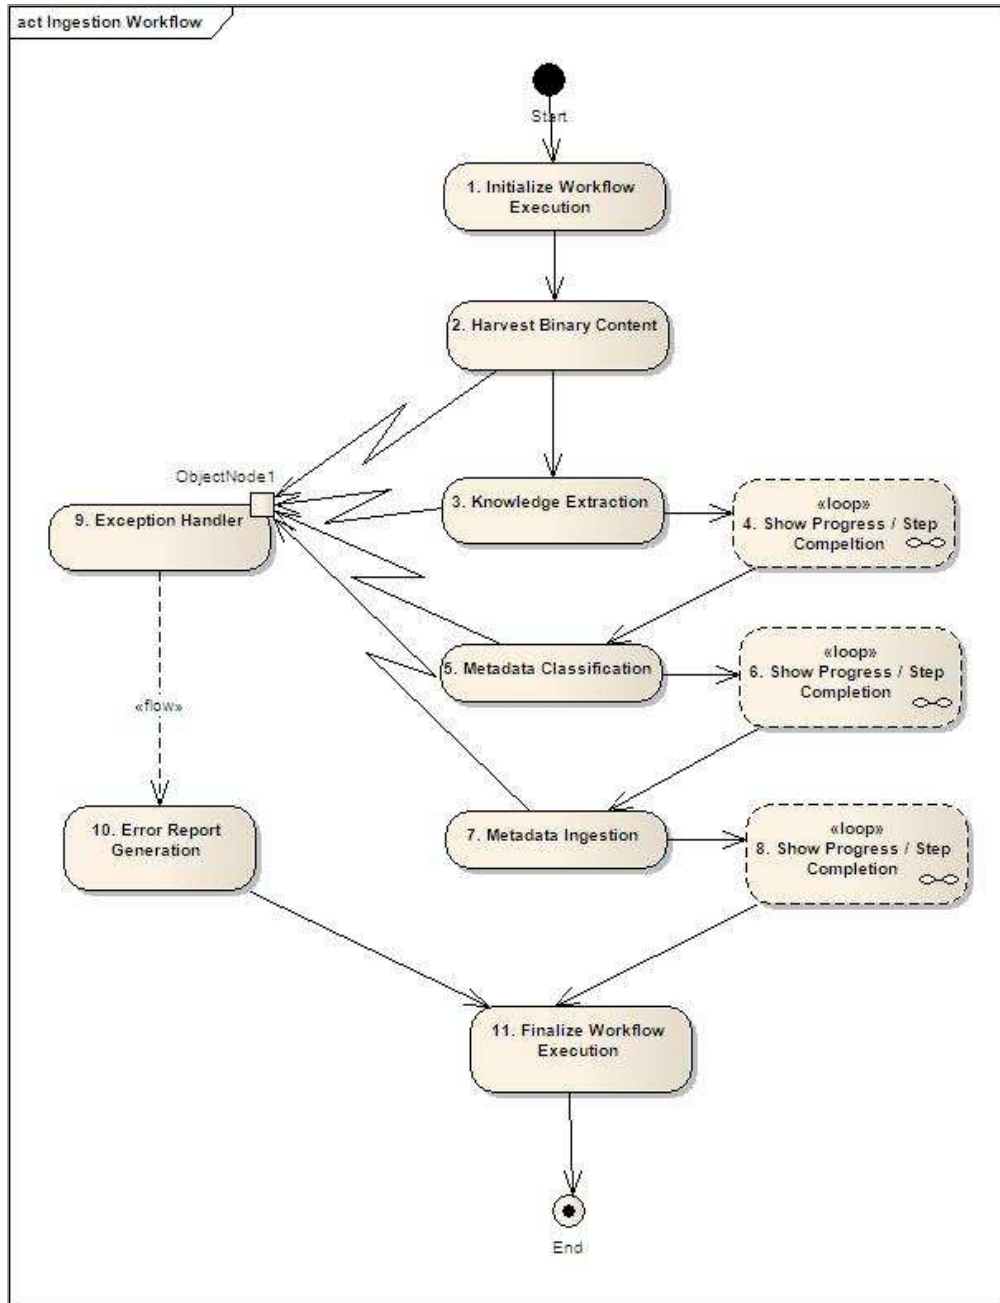 act Ingestion Workflow
Start
1. Initialize Workflow
Execution
2. Harvest Binary Content
ObjectNode1
9. Exception Handler
3. Knowledge Extraction
«loop»
4. Show Progress / Step
Compeltion
5. Metadata Classification
«loop»
6. Show Progress / Step
Completion
«flow»
10. Error Report
Generation
7. Metadata Ingestion
«loop»
8. Show Progress / Step
Completion
11. Finalize Workflow
Execution
End